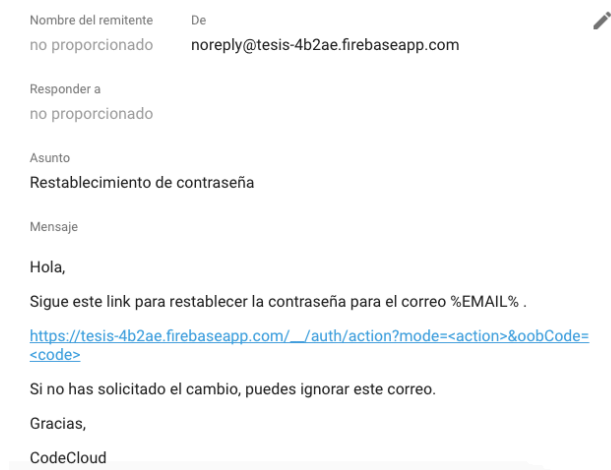 Nombre del remitente De
no proporcionado noreply@tesis-4b2ae.firebaseapp.com
Responder a
no proporcionado
Asunto
Restablecimiento de contraseña
Mensaje
Hola,
Sigue este link para restablecer la contraseña para el correo %EMAIL% .
https://tesis-4b2ae.firebaseapp.com/__/auth/action?mode=<action>&oobCode=
<code>
Si no has solicitado el cambio, puedes ignorar este correo.
Gracias,
CodeCloud